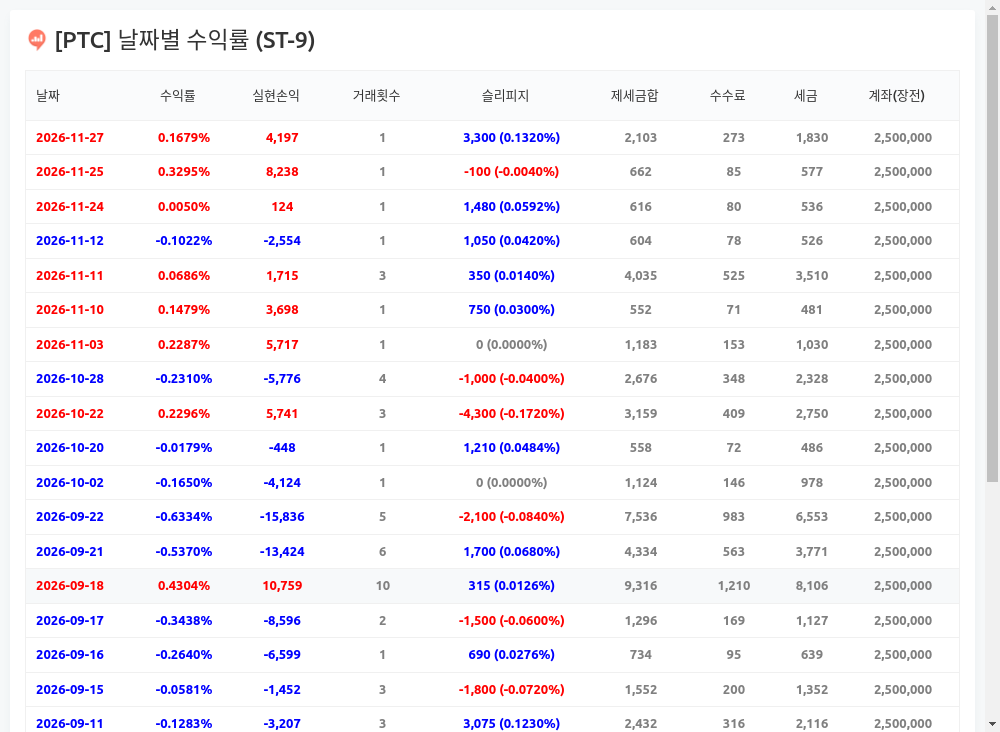 [PTC] 날짜별 수익률 (ST-9)
날짜 수익률 실현손익 거래횟수 슬리피지 제세금합 수수료 세금 계좌(장전)
2026-11-27 0.1679% 4,197 1 3,300 (0.1320%) 2,103 273 1,830 2,500,000
2026-11-25 0.3295% 8,238 1 -100 (-0.0040%) 662 85 577 2,500,000
2026-11-24 0.0050% 124 1 1,480 (0.0592%) 616 80 536 2,500,000
2026-11-12 -0.1022% -2,554 1 1,050 (0.0420%) 604 78 526 2,500,000
2026-11-11 0.0686% 1,715 3 350 (0.0140%) 4,035 525 3,510 2,500,000
2026-11-10 0.1479% 3,698 1 750 (0.0300%) 552 71 481 2,500,000
2026-11-03 0.2287% 5,717 1 0 (0.0000%) 1,183 153 1,030 2,500,000
2026-10-28 -0.2310% -5,776 4 -1,000 (-0.0400%) 2,676 348 2,328 2,500,000
2026-10-22 0.2296% 5,741 3 -4,300 (-0.1720%) 3,159 409 2,750 2,500,000
2026-10-20 -0.0179% -448 1 1,210 (0.0484%) 558 72 486 2,500,000
2026-10-02 -0.1650% -4,124 1 0 (0.0000%) 1,124 146 978 2,500,000
2026-09-22 -0.6334% -15,836 5 -2,100 (-0.0840%) 7,536 983 6,553 2,500,000
2026-09-21 -0.5370% -13,424 6 1,700 (0.0680%) 4,334 563 3,771 2,500,000
2026-09-18 0.4304% 10,759 10 315 (0.0126%) 9,316 1,210 8,106 2,500,000
2026-09-17 -0.3438% -8,596 2 -1,500 (-0.0600%) 1,296 169 1,127 2,500,000
2026-09-16 -0.2640% -6,599 1 690 (0.0276%) 734 95 639 2,500,000
2026-09-15 -0.0581% -1,452 3 -1,800 (-0.0720%) 1,552 200 1,352 2,500,000
2026-09-11 -0.1283% -3,207 3 3,075 (0.1230%) 2,432 316 2,116 2,500,000